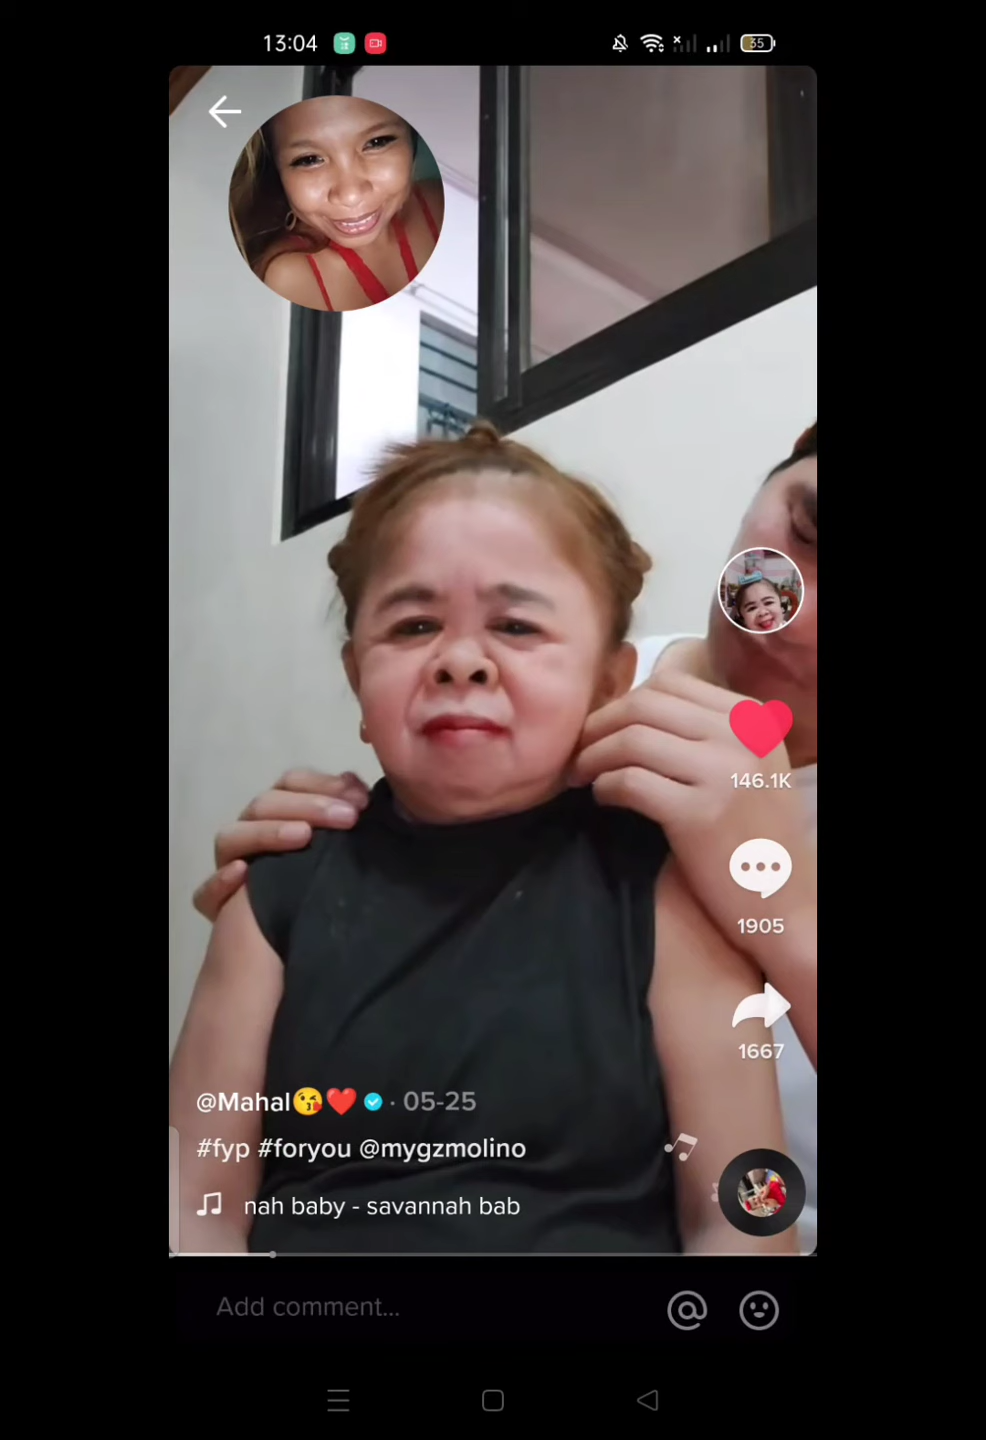 13:04
35
146.1K
1905
1667
@Mahal😘❤️ · 05-25
#fyp #foryou @mygzmolino
nah baby - savannah bab
Add comment...